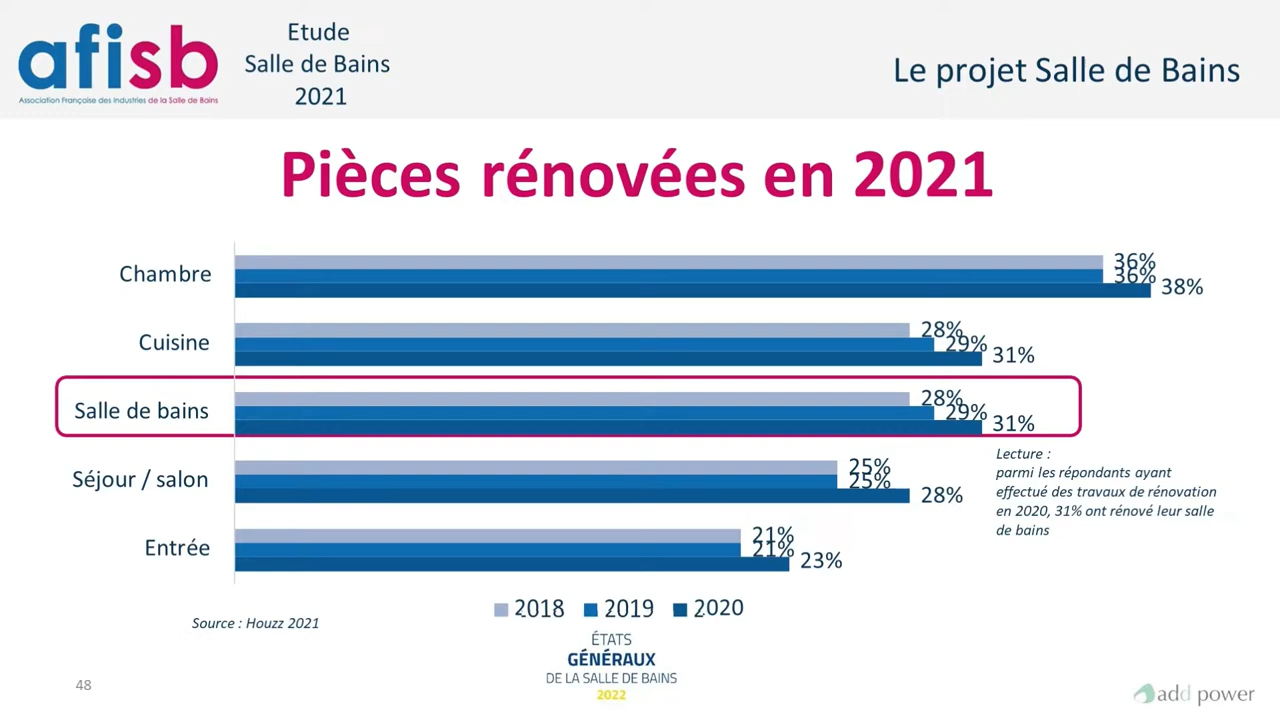 afisb
Association Française des Industries de la Salle de Bains
Etude
Salle de Bains
2021
Le projet Salle de Bains
Pièces rénovées en 2021
Chambre
36%
36%
38%
Cuisine
28%
29%
31%
Salle de bains
28%
29%
31%
Séjour / salon
25%
25%
28%
Entrée
21%
21%
23%
Lecture :
parmi les répondants ayant
effectué des travaux de rénovation
en 2020, 31% ont rénové leur salle
de bains
2018 2019 2020
Source : Houzz 2021
ÉTATS
GÉNÉRAUX
DE LA SALLE DE BAINS
2022
48
add power